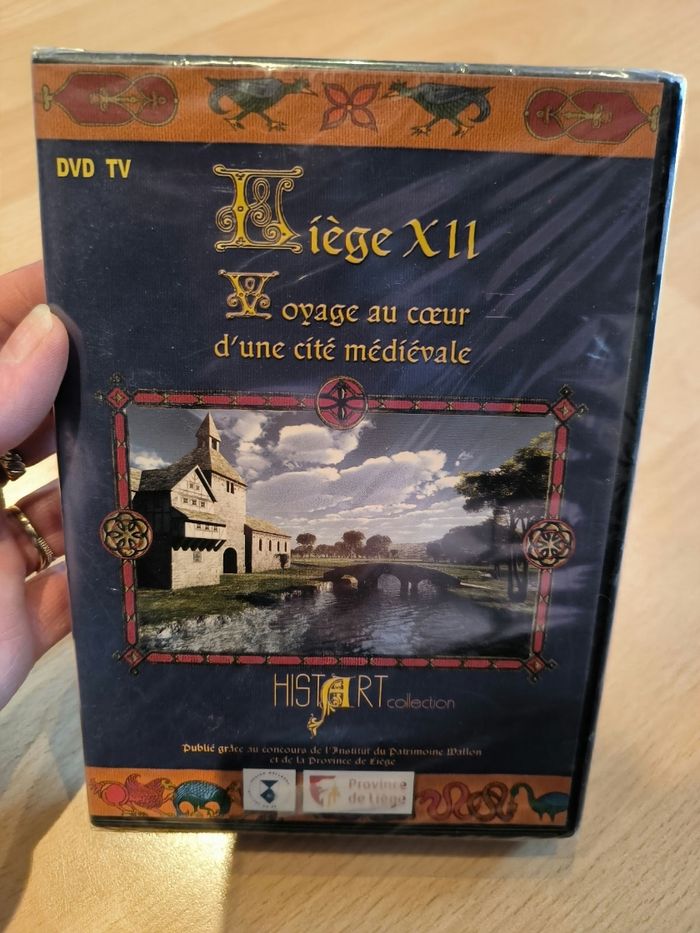 DVD TV
Liège XII
Voyage au cœur
d'une cité médiévale
HISTART collection
Publié grâce au concours de l'Institut du Patrimoine Wallon
et de la Province de Liège
Province
de Liège